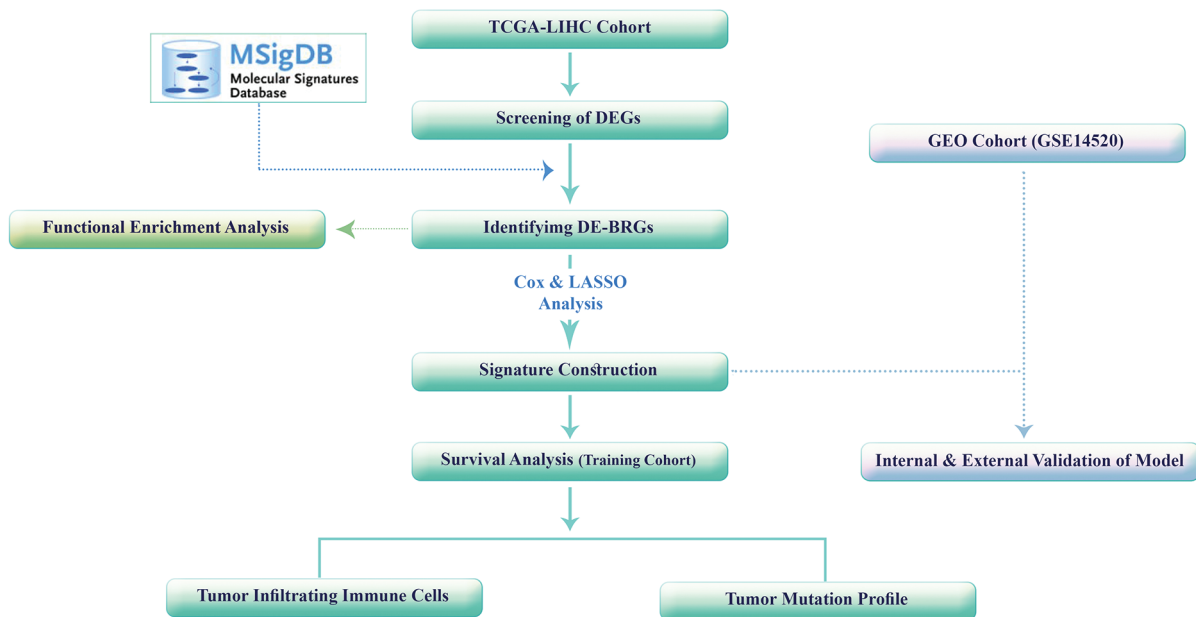 TCGA-LIHC Cohort
MSigDB
Molecular Signatures
Database
Screening of DEGs
GEO Cohort (GSE14520)
Functional Enrichment Analysis
Identifyimg DE-BRGs
Cox & LASSO
Analysis
Signature Construction
Survival Analysis (Training Cohort)
Internal & External Validation of Model
Tumor Infiltrating Immune Cells
Tumor Mutation Profile